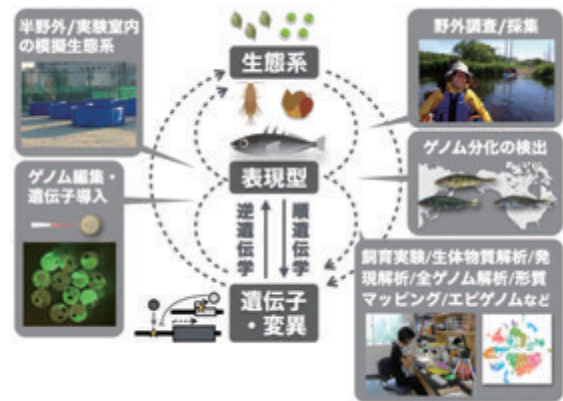 半野外/実験室内
の模擬生態系
生態系
野外調査/採集
ゲノム編集・
遺伝子導入
表現型
ゲノム分化の検出
逆遺伝学
順遺伝学
遺伝子
・変異
飼育実験/生体物質解析/発
現解析/全ゲノム解析/形質
マッピング/エピゲノムなど